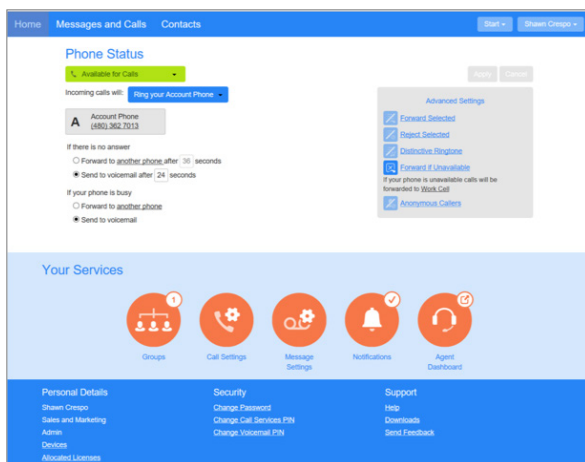 Home Messages and Calls Contacts Start Shawn Crespo
Phone Status
Available for Calls
Apply Cancel
Incoming calls will: Ring your Account Phone
A Account Phone
(480) 362 7013
If there is no answer
Forward to another phone after 36 seconds
Send to voicemail after 24 seconds
If your phone is busy
Forward to another phone
Send to voicemail
Advanced Settings
Forward Selected
Reject Selected
Distinctive Ringtone
Forward if Unavailable
If your phone is unavailable calls will be
forwarded to Work Cell
Anonymous Callers
Your Services
1
Groups
Call Settings
Message
Settings
Notifications
Agent
Dashboard
Personal Details
Shawn Crespo
Sales and Marketing
Admin
Devices
Allocated Licenses
Security
Change Password
Change Call Services PIN
Change Voicemail PIN
Support
Help
Downloads
Send Feedback